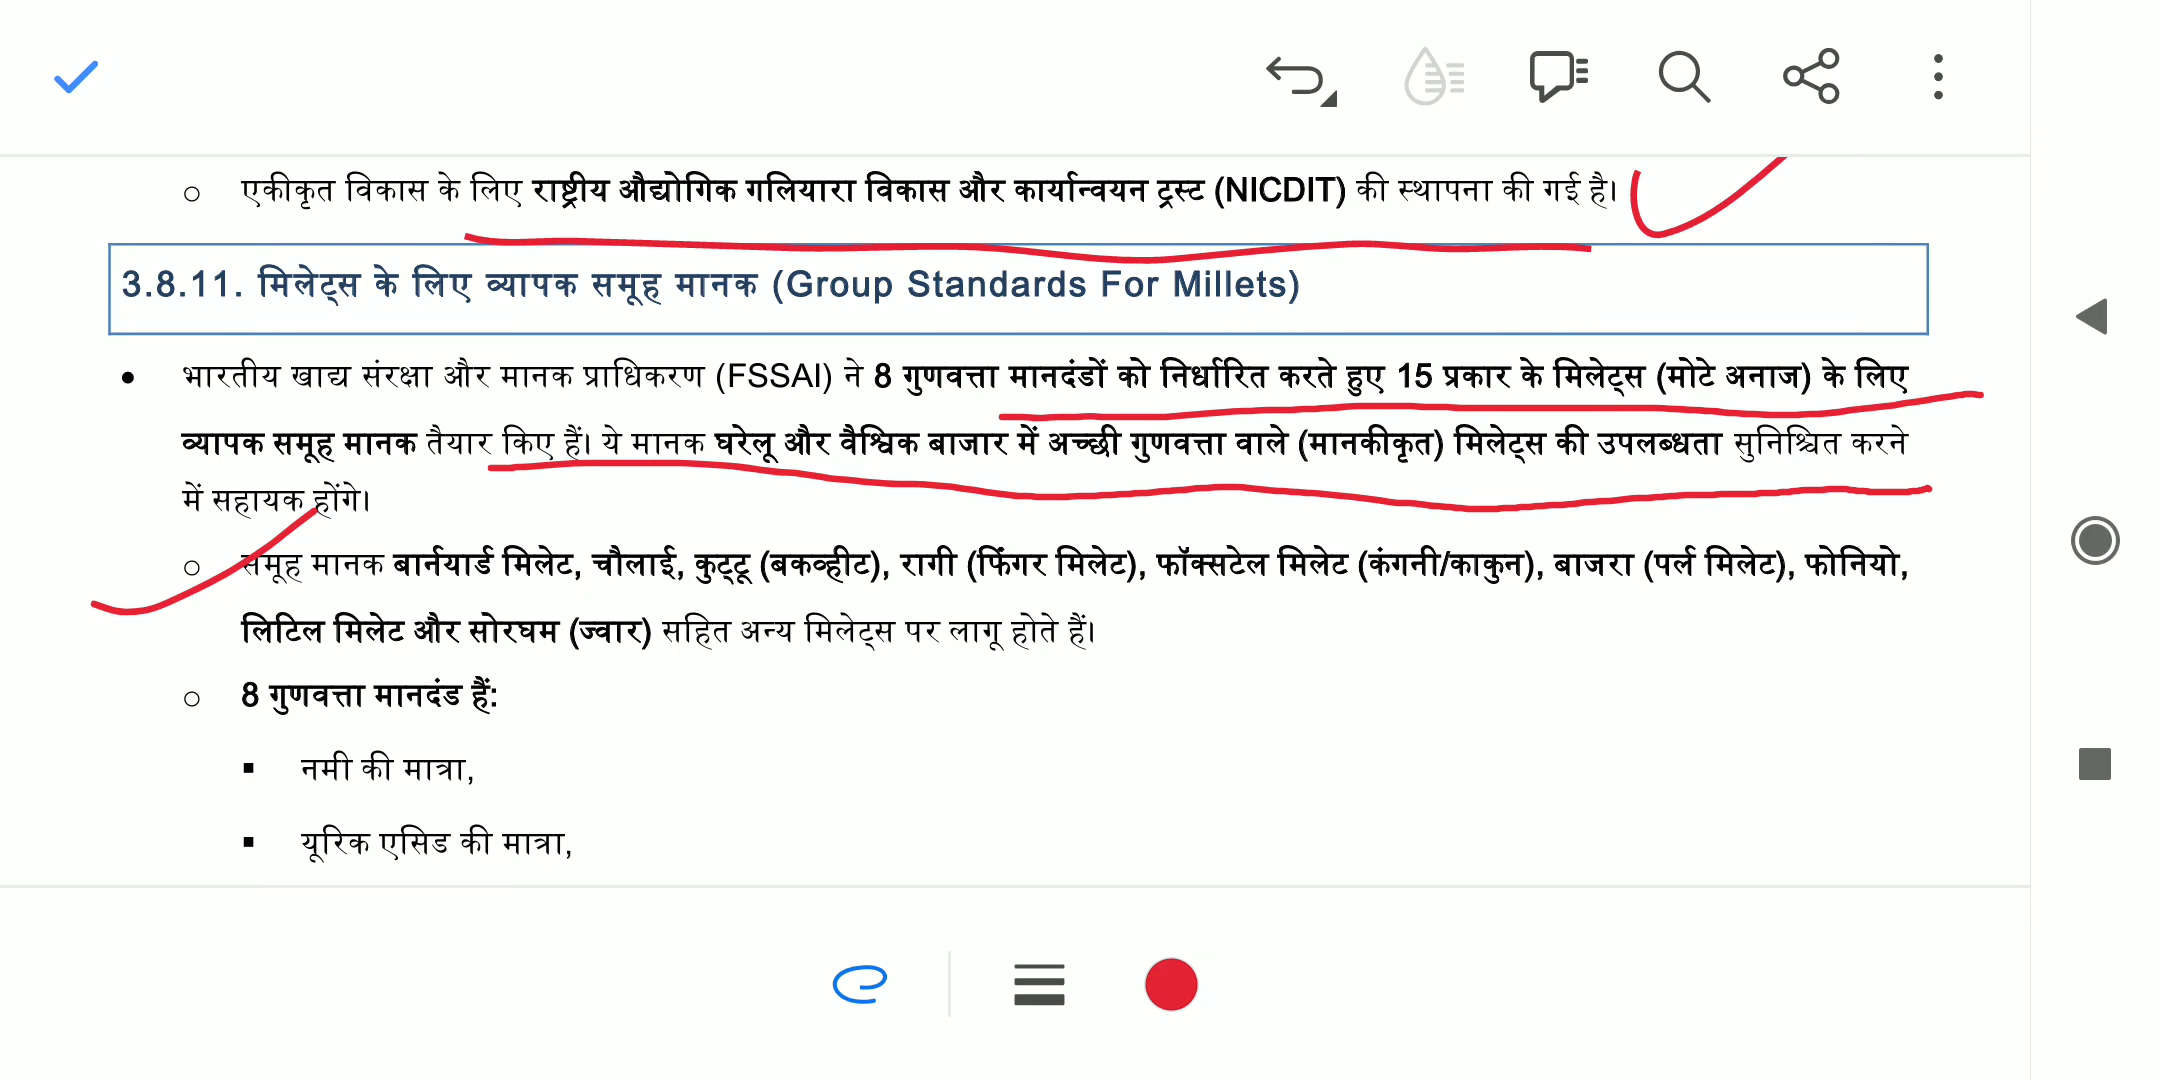 ○ एकीकृत विकास के लिए राष्ट्रीय औद्योगिक गलियारा विकास और कार्यान्वयन ट्रस्ट (NICDIT) की स्थापना की गई है।
3.8.11. मिलेट्स के लिए व्यापक समूह मानक (Group Standards For Millets)
● भारतीय खाद्य संरक्षा और मानक प्राधिकरण (FSSAI) ने 8 गुणवत्ता मानदंडों को निर्धारित करते हुए 15 प्रकार के मिलेट्स (मोटे अनाज) के लिए
व्यापक समूह मानक तैयार किए हैं। ये मानक घरेलू और वैश्विक बाजार में अच्छी गुणवत्ता वाले (मानकीकृत) मिलेट्स की उपलब्धता सुनिश्चित करने
में सहायक होंगे।
○ समूह मानक बार्नयार्ड मिलेट, चौलाई, कुट्टू (बकव्हीट), रागी (फिंगर मिलेट), फॉक्सटेल मिलेट (कंगनी/काकुन), बाजरा (पर्ल मिलेट), फोनियो,
लिटिल मिलेट और सोरघम (ज्वार) सहित अन्य मिलेट्स पर लागू होते हैं।
○ 8 गुणवत्ता मानदंड हैं:
▪ नमी की मात्रा,
▪ यूरिक एसिड की मात्रा,